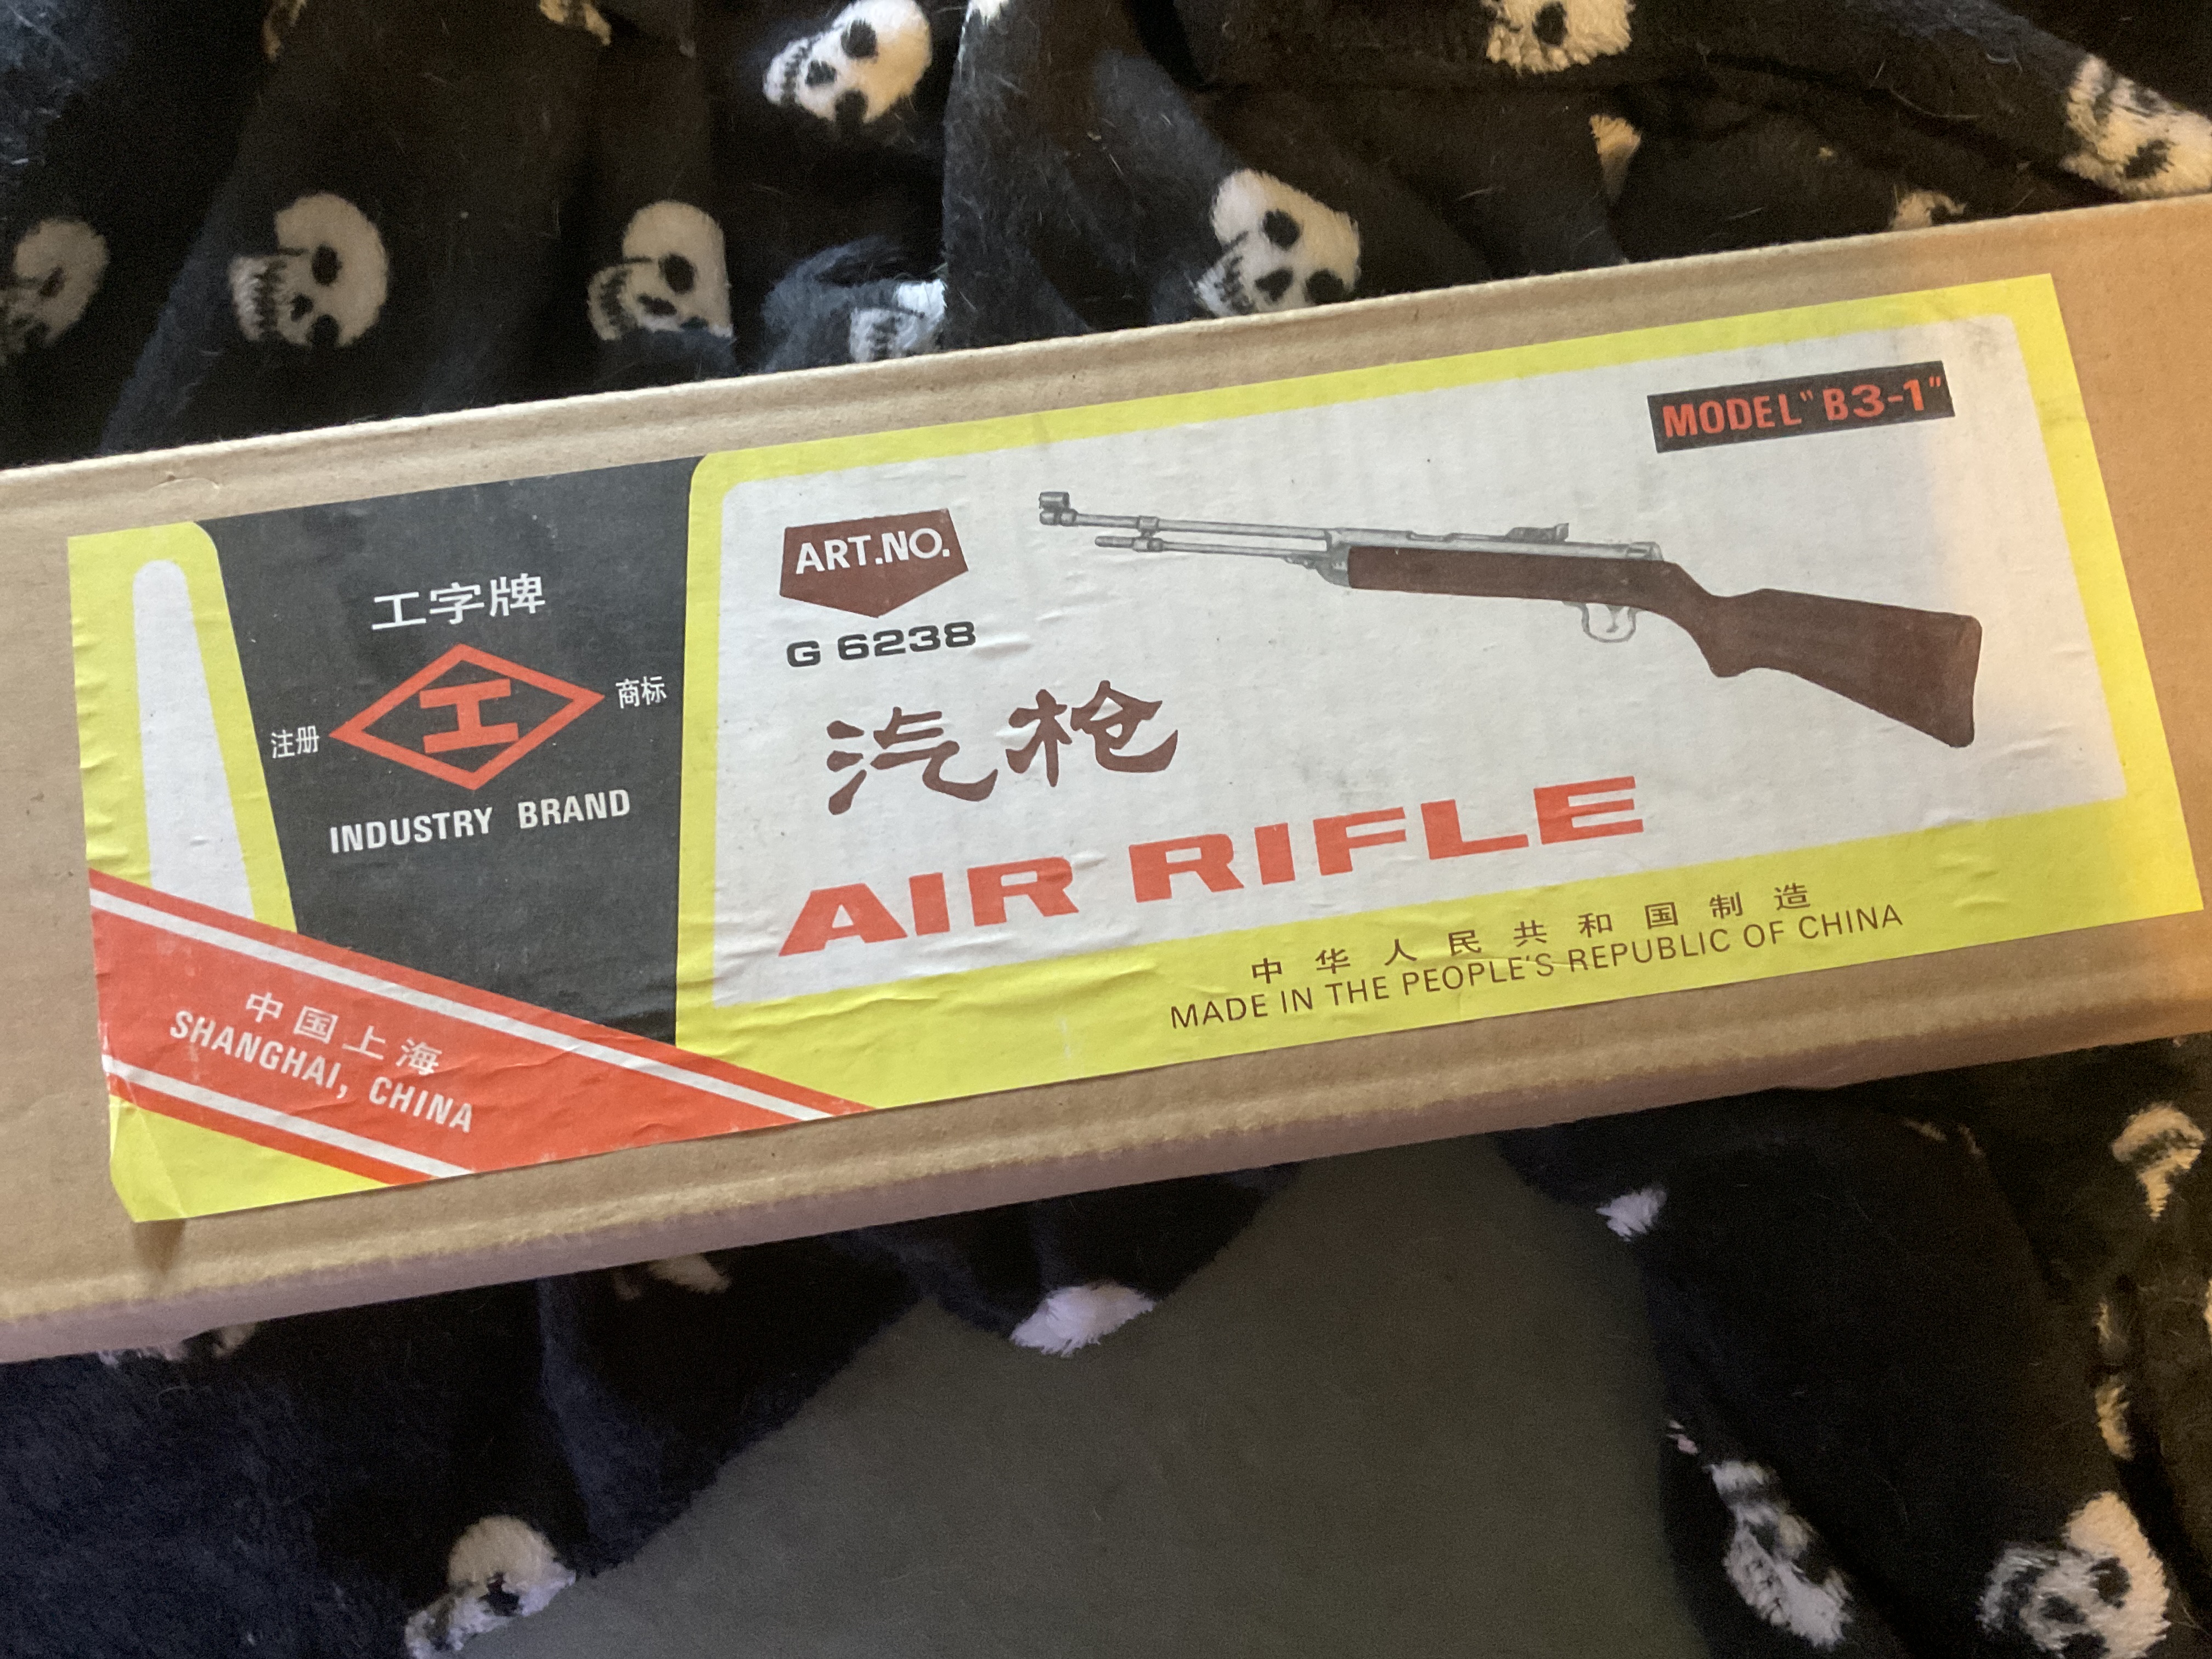 工字牌
注册 工 商标
INDUSTRY BRAND
中国上海
SHANGHAI, CHINA
MODEL "B3-1"
ART.NO.
G 6238
汽枪
AIR RIFLE
中华人民共和国制造
MADE IN THE PEOPLE'S REPUBLIC OF CHINA